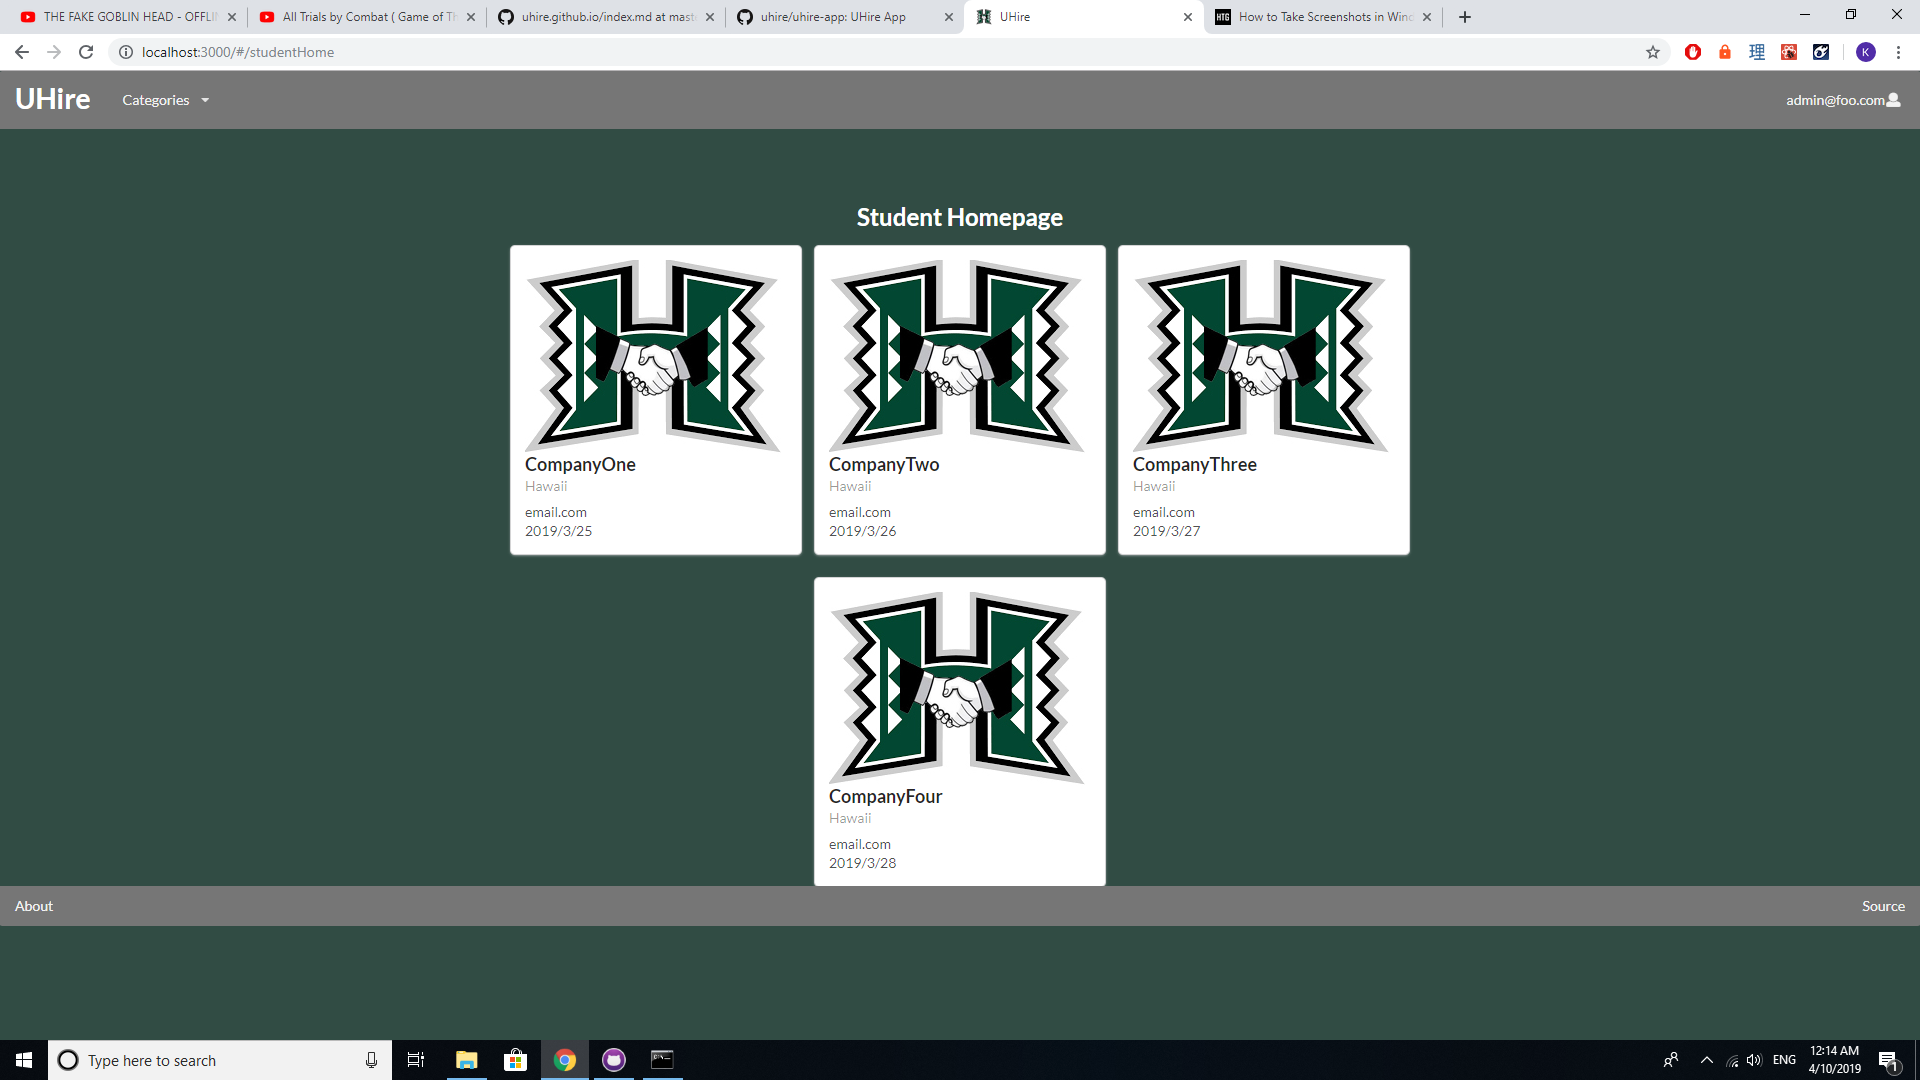 THE FAKE GOBLIN HEAD - OFFLI
All Trials by Combat ( Game of Th
uhire.github.io/index.md at mast
uhire/uhire-app: UHire App
UHire
HTG
How to Take Screenshots in Wind
localhost:3000/#/studentHome
理
K
UHire
Categories
admin@foo.com
Student Homepage
CompanyOne
Hawaii
email.com
2019/3/25
CompanyTwo
Hawaii
email.com
2019/3/26
CompanyThree
Hawaii
email.com
2019/3/27
CompanyFour
Hawaii
email.com
2019/3/28
About
Source
Type here to search
ENG
12:14 AM
4/10/2019
1